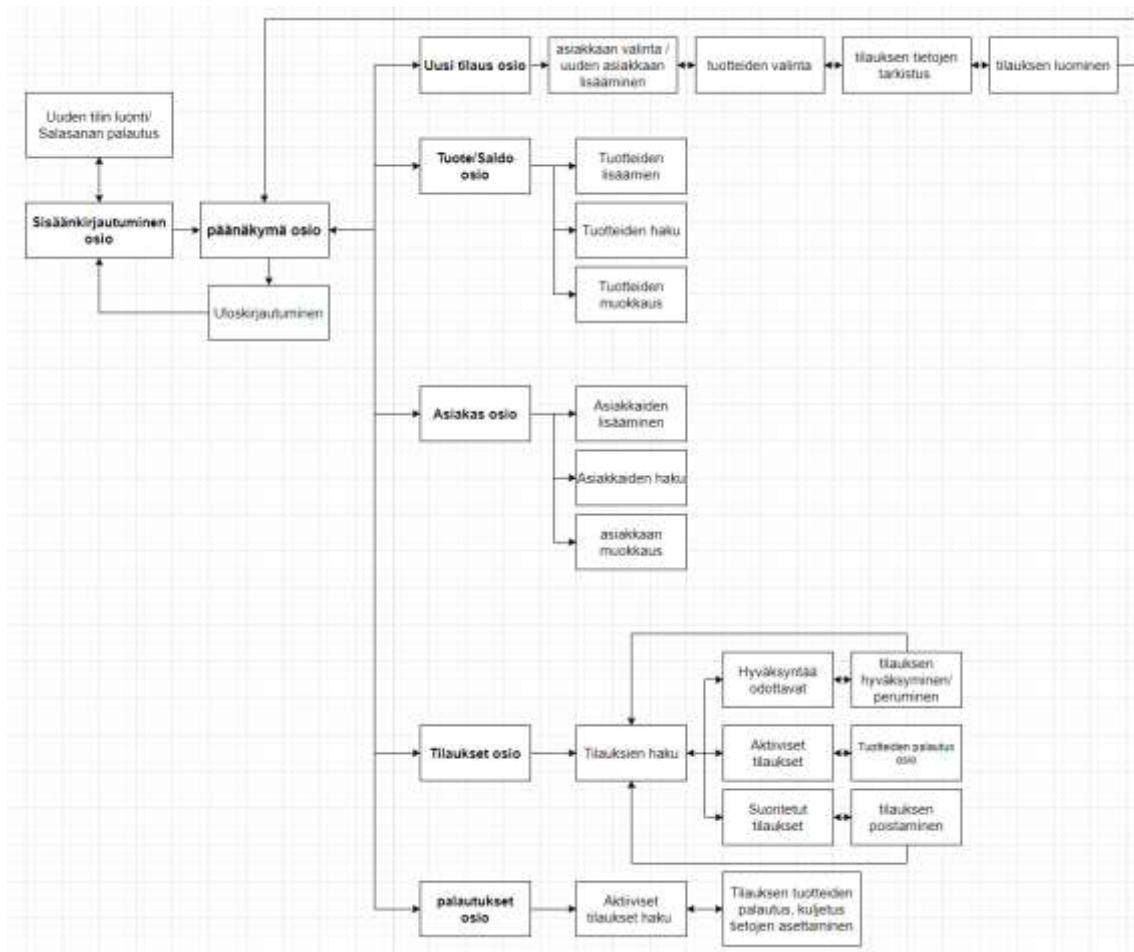 Uusi tilaus osio
asiakkaan valinta /
uuden asiakkaan
lisääminen
tuotteiden valinta
tilauksen tietojen
tarkistus
tilauksen luominen
Uuden tilin luonti/
Salasanan palautus
Tuote/Saldo
osio
Tuotteiden
lisäämien
Sisäänkirjautuminen
osio
päänäkymä osio
Tuotteiden haku
Uloskirjautuminen
Tuotteiden
muokkaus
Asiakas osio
Asiakkaiden
lisääminen
Asiakkaiden haku
asiakkaan
muokkaus
Tilaukset osio
Tilauksien haku
Hyväksyntää
odottavat
tilauksen
hyväksyminen/
peruminen
Aktiiviset
tilaukset
Tuotteiden palautus
osio
Suoritetut
tilaukset
tilauksen
poistaminen
palautukset
osio
Aktiiviset
tilaukset haku
Tilauksen tuotteiden
palautus, kuljetus
tietojen asettaminen